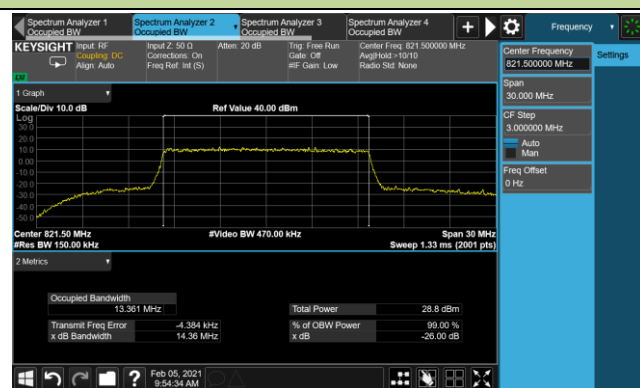 Spectrum Analyzer 1
Occupied BW
Spectrum Analyzer 2
Occupied BW
Spectrum Analyzer 3
Occupied BW
Spectrum Analyzer 4
Occupied BW
Frequency
KEYSIGHT
Input: RF
Coupling: DC
Align: Auto
Input Z: 50 Ω
Corrections: On
Freq Ref: Int (S)
Atten: 20 dB
Trig: Free Run
Gate: Off
#IF Gain: Low
Center Freq: 821.500000 MHz
Avg|Hold:>10/10
Radio Std: None
Center Frequency
821.500000 MHz
Settings
Span
30.000 MHz
CF Step
3.000000 MHz
Auto
Man
Freq Offset
0 Hz
1 Graph
Scale/Div 10.0 dB
Ref Value 40.00 dBm
Log
30.0
20.0
10.0
0.00
-10.0
-20.0
-30.0
-40.0
-50.0
Center 821.50 MHz
#Video BW 470.00 kHz
Span 30 MHz
#Res BW 150.00 kHz
Sweep 1.33 ms (2001 pts)
2 Metrics
Occupied Bandwidth
13.361 MHz
Total Power 28.8 dBm
Transmit Freq Error -4.384 kHz
% of OBW Power 99.00 %
x dB Bandwidth 14.36 MHz
x dB -26.00 dB
Feb 05, 2021
9:54:34 AM